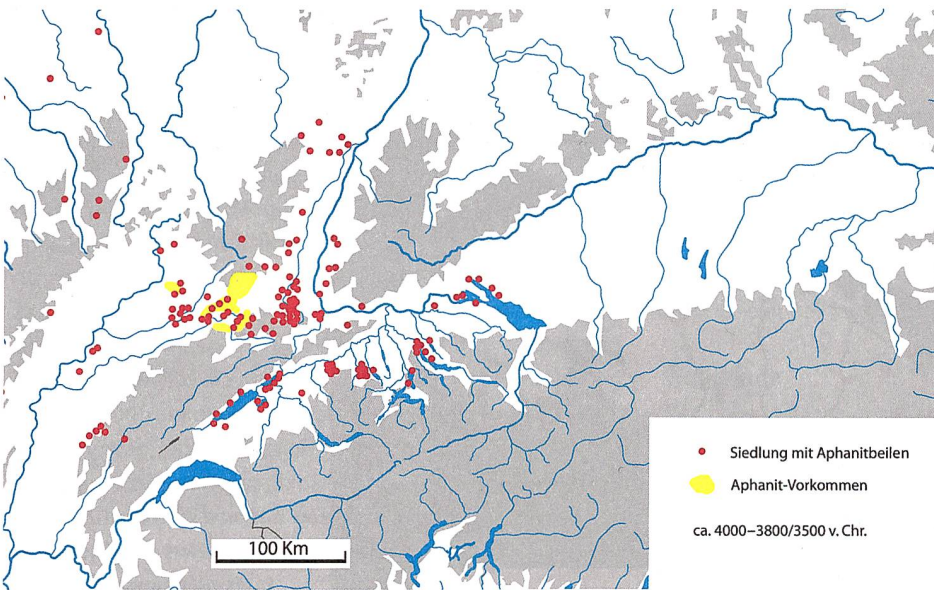 Siedlung mit Aphanitbeilen
Aphanit-Vorkommen
ca. 4000–3800/3500 v. Chr.
100 Km